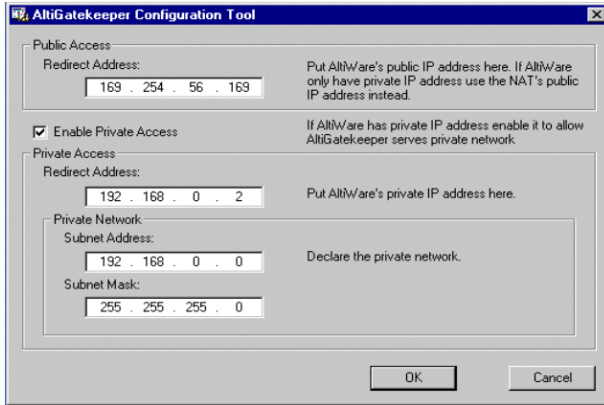 AltiGatekeeper Configuration Tool
Public Access
Redirect Address:
169 . 254 . 56 . 169
Put AltiWare's public IP address here. If AltiWare
only have private IP address use the NAT's public
IP address instead.
Enable Private Access
If AltiWare has private IP address enable it to allow
AltiGatekeeper serves private network
Private Access
Redirect Address:
192 . 168 . 0 . 2
Put AltiWare's private IP address here.
Private Network
Subnet Address:
192 . 168 . 0 . 0
Declare the private network.
Subnet Mask:
255 . 255 . 255 . 0
OK
Cancel